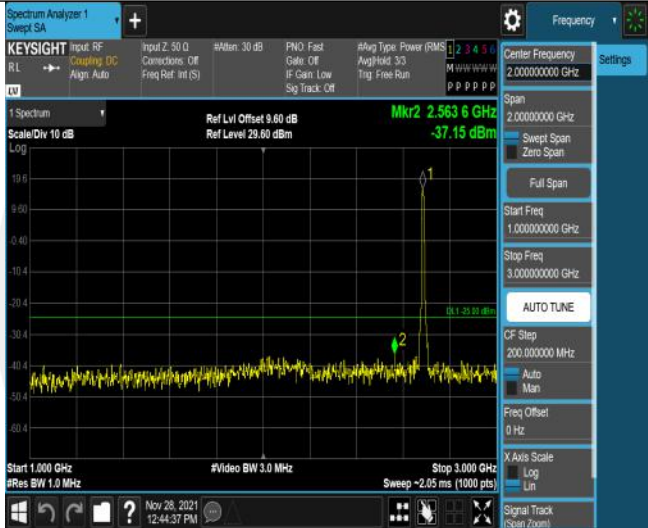 Spectrum Analyzer 1
Swept SA
+
Frequency
KEYSIGHT
Input: RF
Input Z: 50 Ω
#Atten: 30 dB
PNO: Fast
#Avg Type: Power (RMS
1 2 3 4 5 6
RL
Coupling: DC
Corrections: Off
Gate: Off
Avg|Hold: 3/3
M W W W W W
Align: Auto
Freq Ref: Int (S)
IF Gain: Low
Trig: Free Run
P P P P P P
Sig Track: Off
LV
1 Spectrum
Ref Lvl Offset 9.60 dB
Mkr2 2.563 6 GHz
Scale/Div 10 dB
Ref Level 29.60 dBm
-37.15 dBm
Log
19.6
9.60
-0.40
-10.4
-20.4
-30.4
-40.4
-50.4
-60.4
1
DL1 -25.00 dBm
2
Start 1.000 GHz
#Video BW 3.0 MHz
Stop 3.000 GHz
#Res BW 1.0 MHz
Sweep ~2.05 ms (1000 pts)
Center Frequency
2.000000000 GHz
Settings
Span
2.00000000 GHz
Swept Span
Zero Span
Full Span
Start Freq
1.000000000 GHz
Stop Freq
3.000000000 GHz
AUTO TUNE
CF Step
200.000000 MHz
Auto
Man
Freq Offset
0 Hz
X Axis Scale
Log
Lin
Signal Track
(Span Zoom)
?
Nov 28, 2021
12:44:37 PM